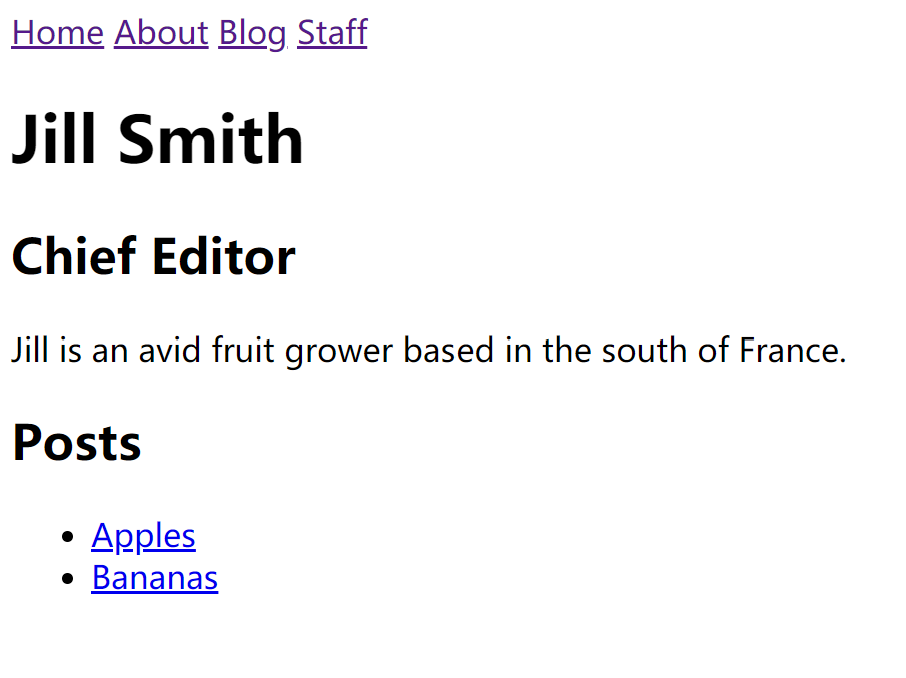 Home About Blog Staff
Jill Smith
Chief Editor
Jill is an avid fruit grower based in the south of France.
Posts
Apples
Bananas